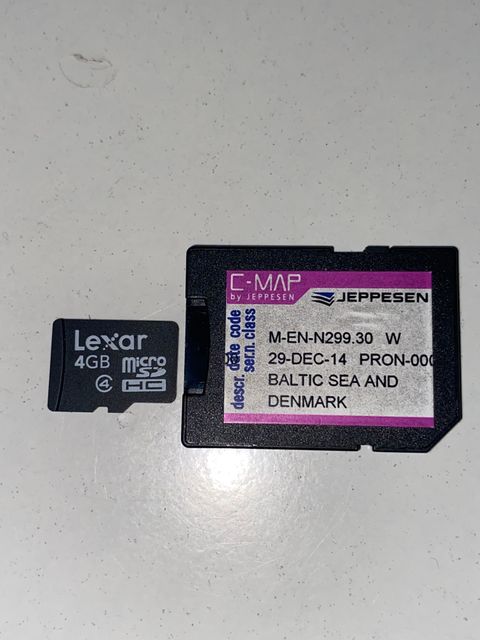 Lexar
4GB micro
SD
4 HC
C-MAP
by JEPPESEN
JEPPESEN
descr. date code
ser.n. class
M-EN-N299.30 W
29-DEC-14 PRON-000
BALTIC SEA AND
DENMARK